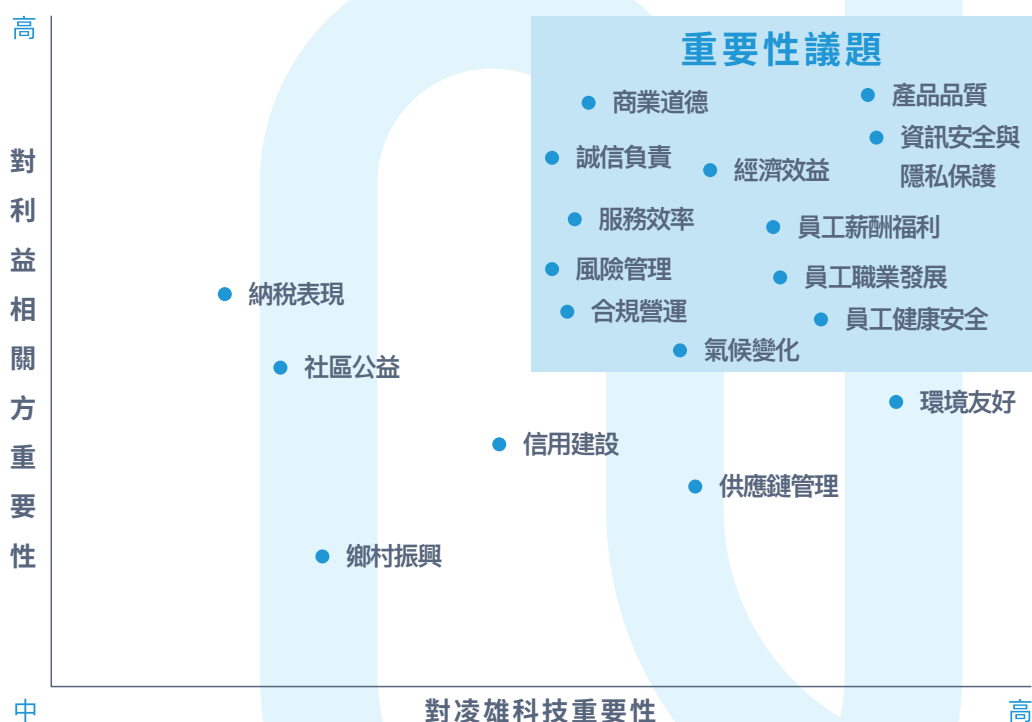 高
對利益相關方重要性
重要性議題
商業道德
產品品質
資訊安全與
隱私保護
誠信負責
經濟效益
服務效率
員工薪酬福利
風險管理
員工職業發展
納稅表現
合規營運
員工健康安全
氣候變化
社區公益
環境友好
信用建設
供應鏈管理
鄉村振興
中
對凌雄科技重要性
高